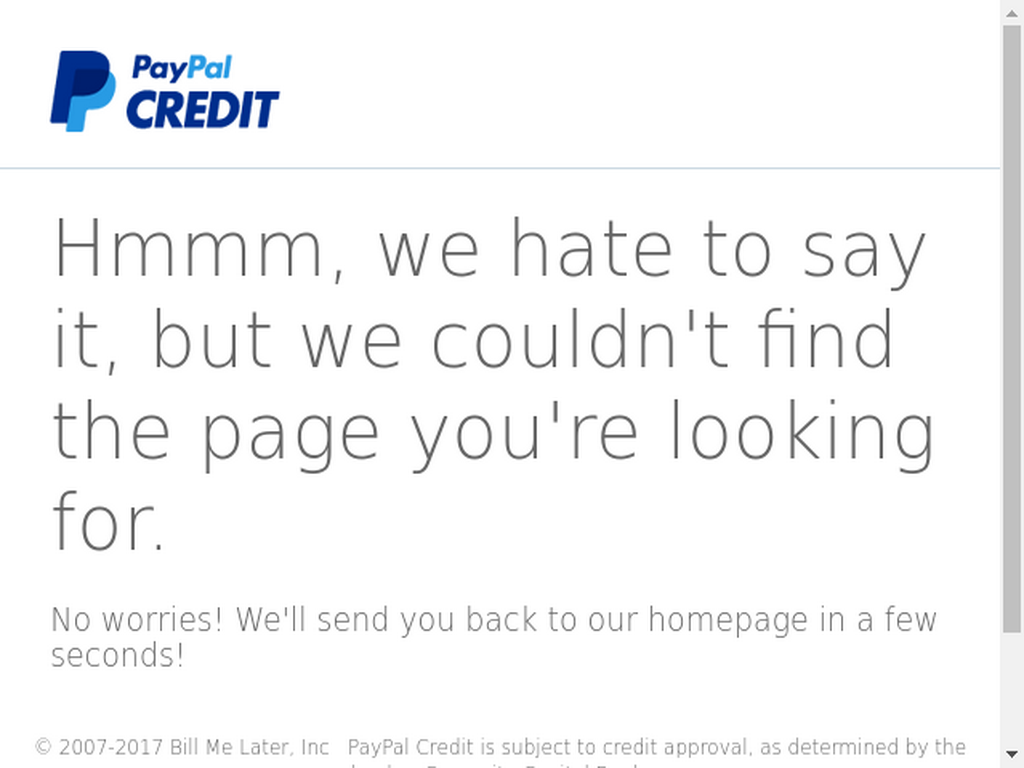 PayPal
CREDIT
Hmmm, we hate to say
it, but we couldn't find
the page you're looking
for.
No worries! We'll send you back to our homepage in a few
seconds!
© 2007-2017 Bill Me Later, Inc PayPal Credit is subject to credit approval, as determined by the